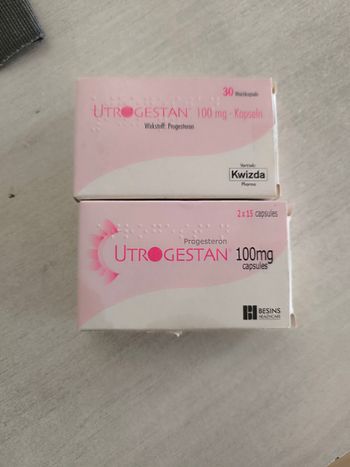 30 Weichkapseln
UTROGESTAN® 100 mg - Kapseln
Wirkstoff: Progesteron
Vertrieb:
Kwizda
Pharma
2 x 15 capsules
Progesteron
UTROGESTAN® 100mg
capsules
BESINS
HEALTHCARE